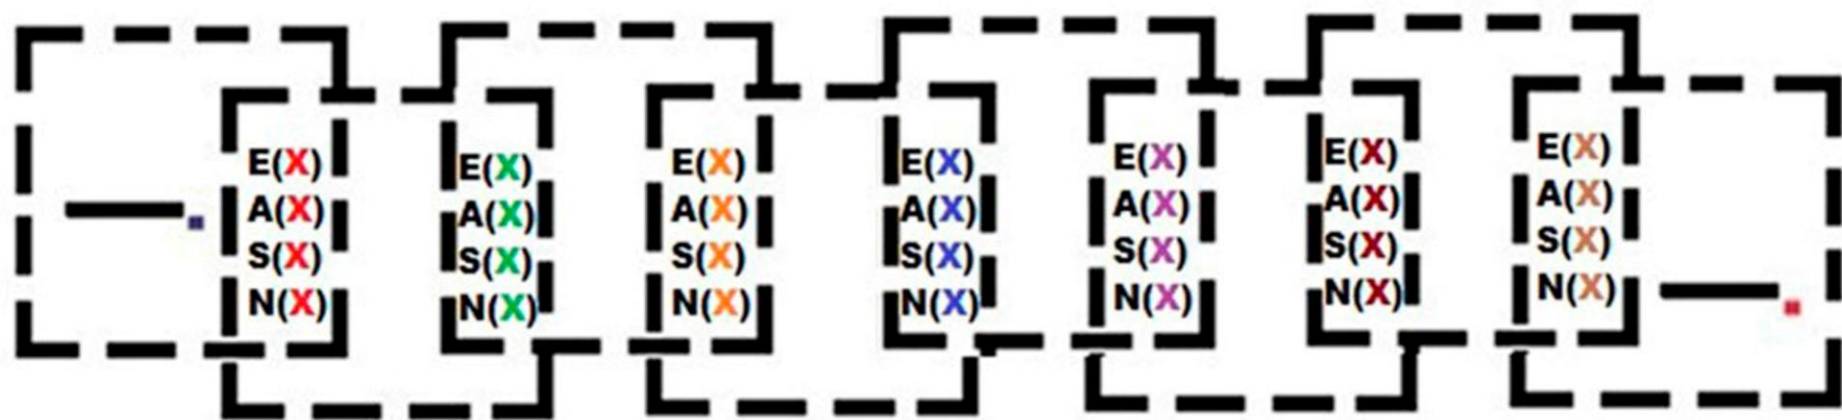 E(X) E(X) E(X) E(X) E(X) E(X) E(X)
A(X) A(X) A(X) A(X) A(X) A(X) A(X)
S(X) S(X) S(X) S(X) S(X) S(X) S(X)
N(X) N(X) N(X) N(X) N(X) N(X) N(X)